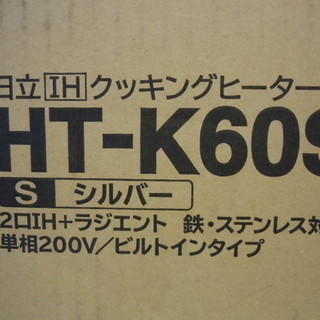 日立 IH クッキングヒーター
HT-K60S
S シルバー
2口IH+ラジエント 鉄・ステンレス対
単相200V/ビルトインタイプ